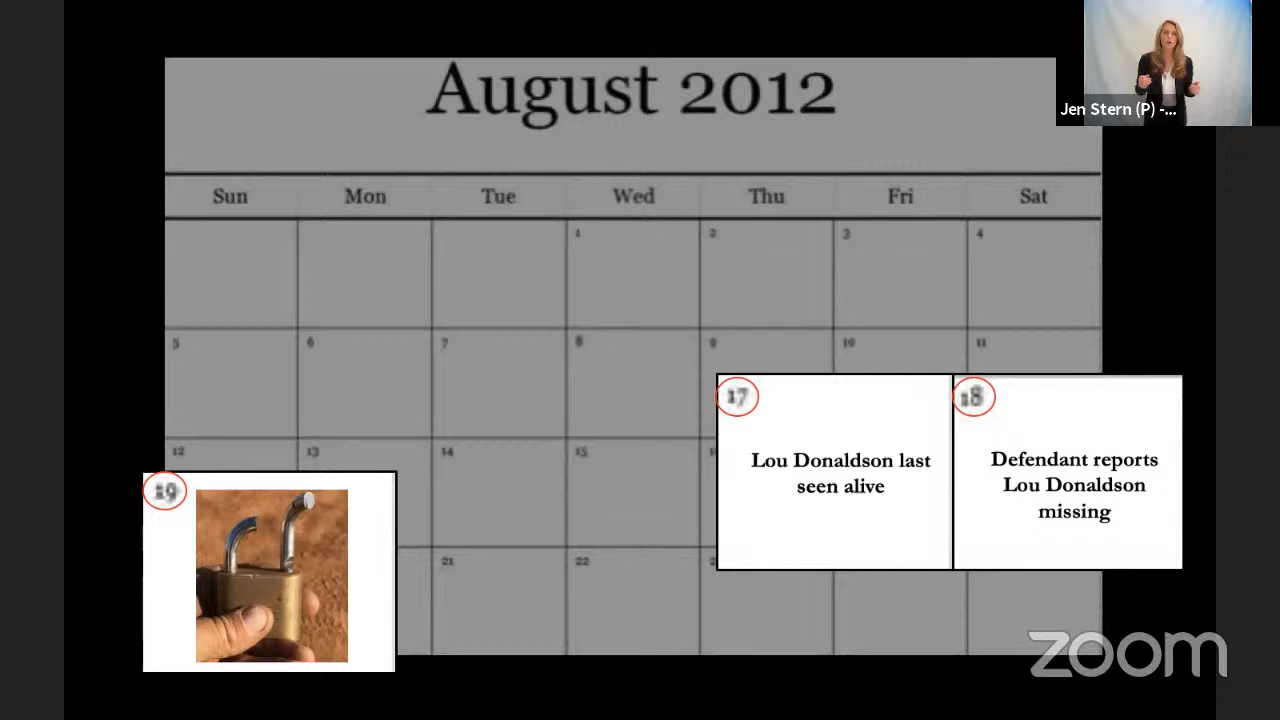 Jen Stern (P) -...
August 2012
Sun Mon Tue Wed Thu Fri Sat
1 2 3 4
5 6 7 8 9 10 11
12 13 14 15
17
Lou Donaldson last
seen alive
18
Defendant reports
Lou Donaldson
missing
19
21 22
zoom